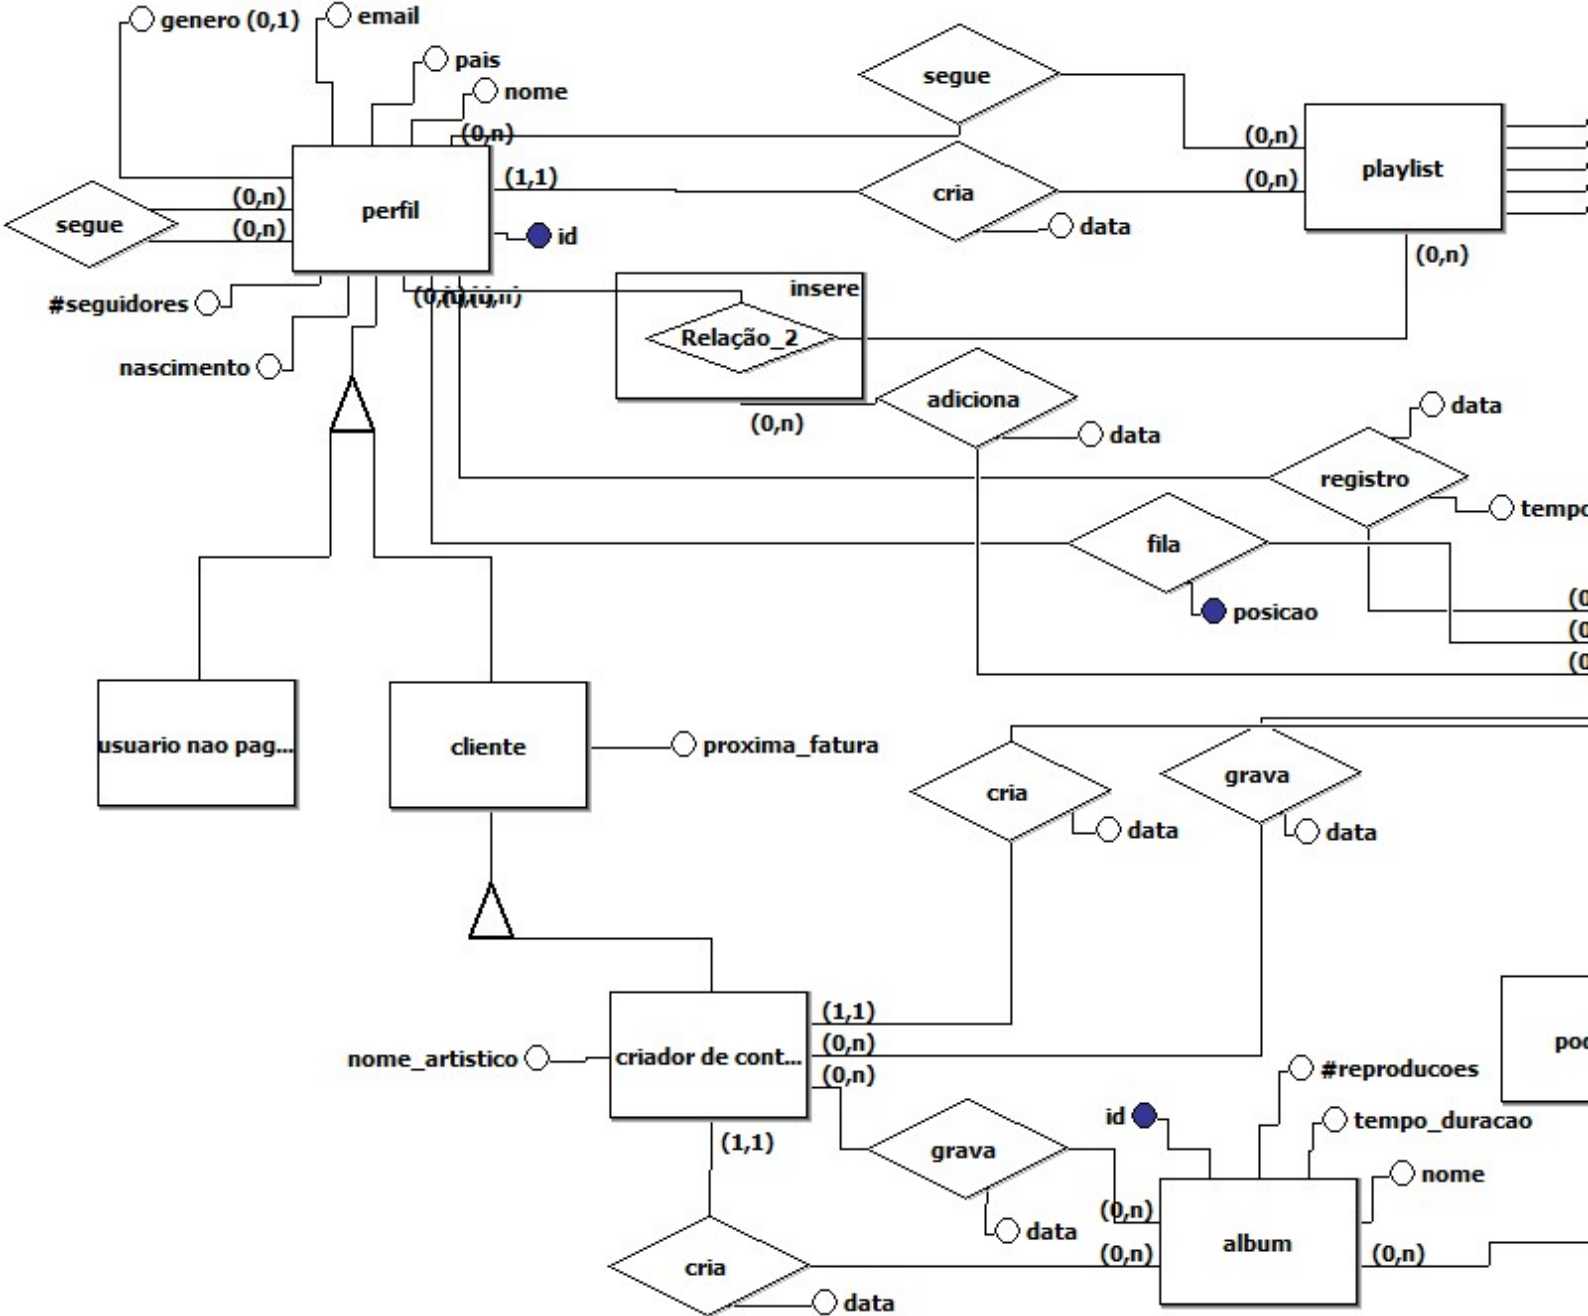 genero (0,1)
email
pais
nome
segue
(0,n)
(0,n)
playlist
(1,1)
cria
(0,n)
segue
(0,n)
(0,n)
perfil
id
data
(0,n)
#seguidores
insere
Relação_2
nascimento
adiciona
(0,n)
data
data
registro
fila
posicao
usuario nao pag...
cliente
proxima_fatura
cria
data
grava
data
(1,1)
(0,n)
(0,n)
nome_artistico
criador de cont...
#reproducoes
id
tempo_duracao
(1,1)
grava
nome
(0,n)
data
album
(0,n)
(0,n)
cria
data